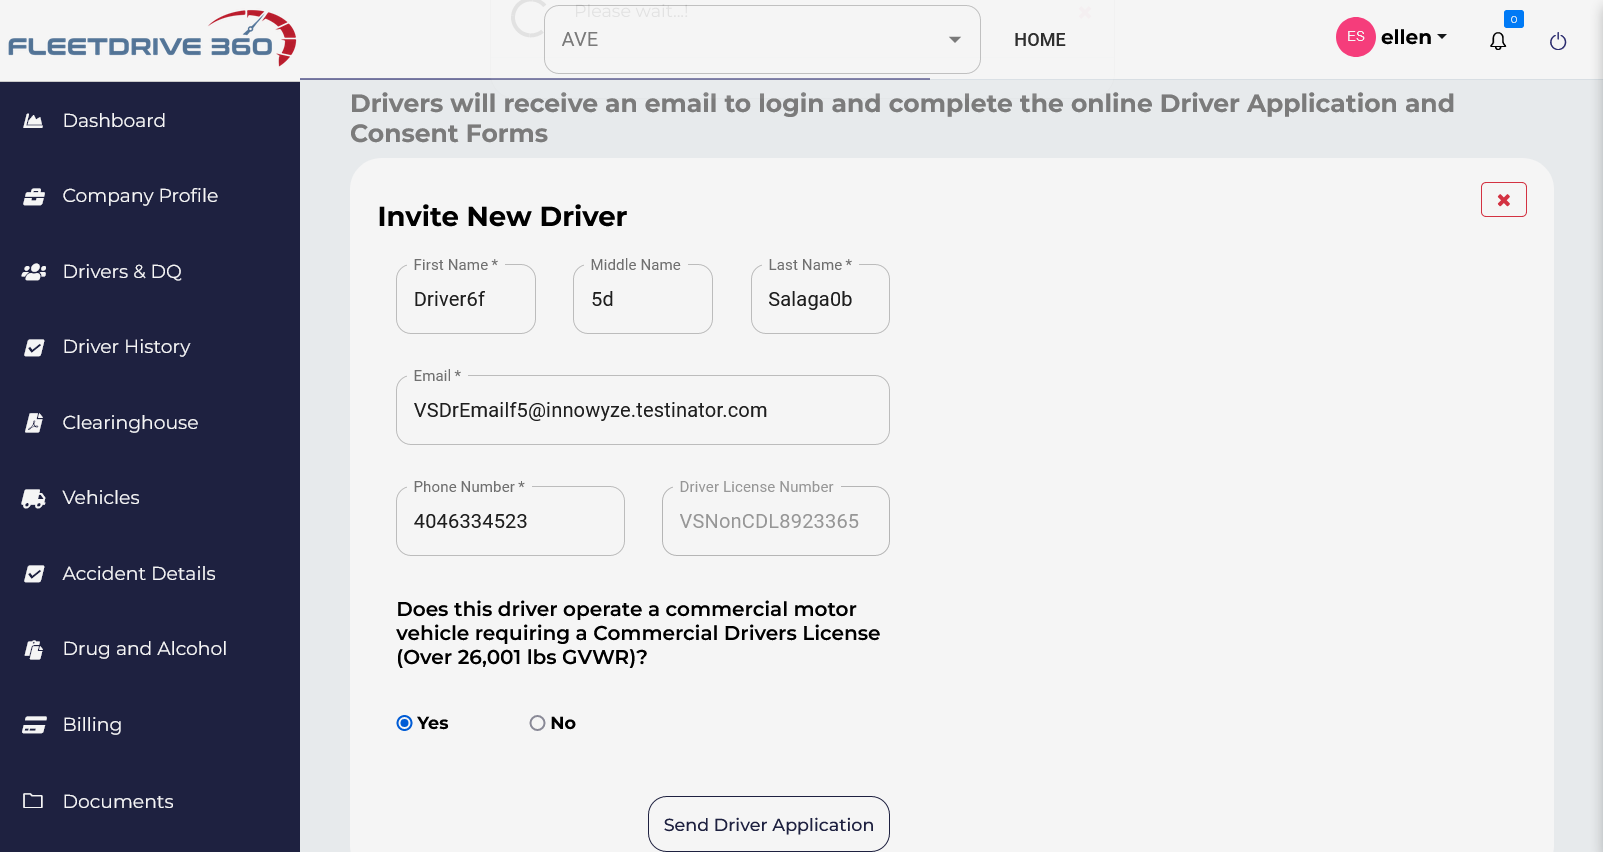 FLEETDRIVE 360
Please wait...!
AVE
HOME
ES
ellen
0
Dashboard
Company Profile
Drivers & DQ
Driver History
Clearinghouse
Vehicles
Accident Details
Drug and Alcohol
Billing
Documents
Drivers will receive an email to login and complete the online Driver Application and
Consent Forms
Invite New Driver
First Name *
Driver6f
Middle Name
5d
Last Name *
Salaga0b
Email *
VSDrEmailf5@innowyze.testinator.com
Phone Number *
4046334523
Driver License Number
VSNonCDL8923365
Does this driver operate a commercial motor
vehicle requiring a Commercial Drivers License
(Over 26,001 lbs GVWR)?
Yes
No
Send Driver Application